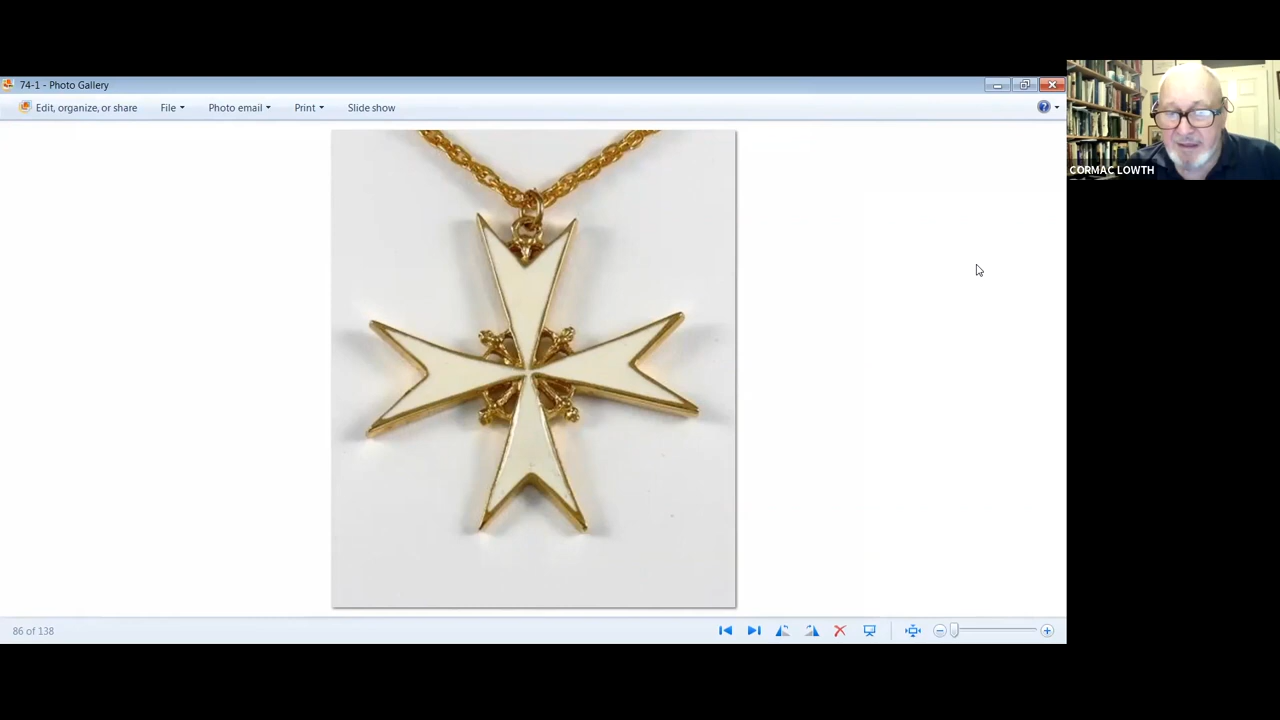 74-1 - Photo Gallery
Edit, organize, or share File Photo email Print Slide show
CORMAC LOWTH
86 of 138